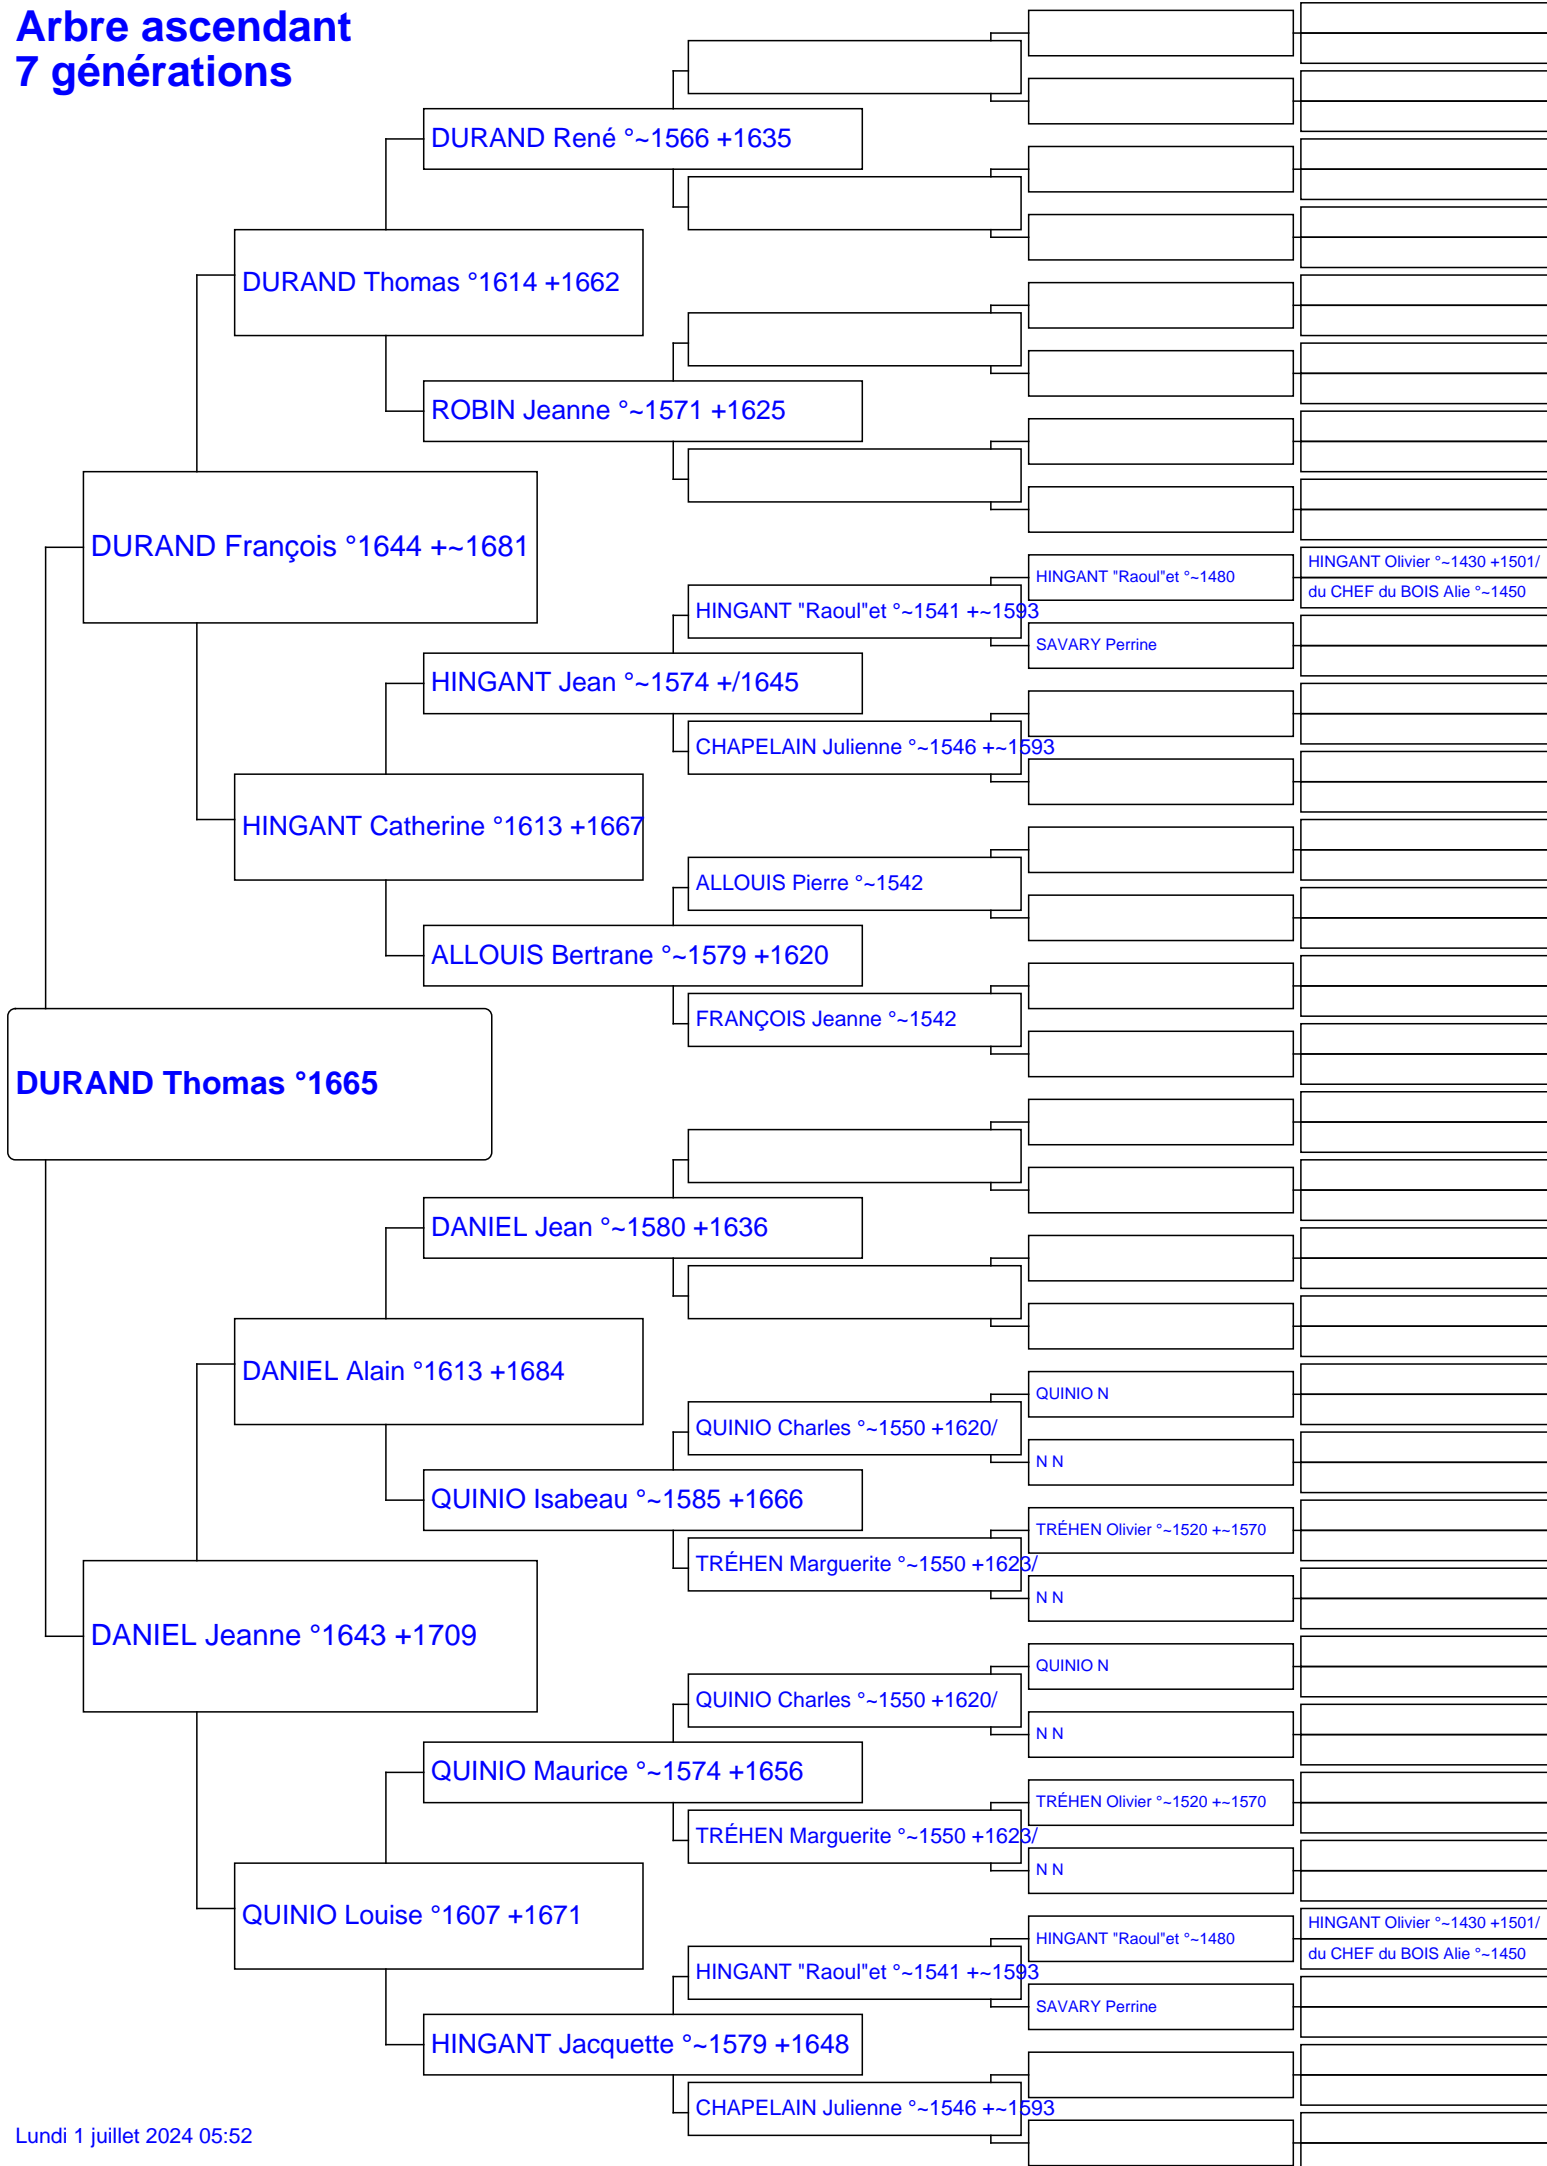 Arbre ascendant
7 générations
DURAND René °~1566 +1635
DURAND Thomas °1614 +1662
ROBIN Jeanne °~1571 +1625
DURAND François °1644 +~1681
HINGANT "Raoul"et °~1480
HINGANT Olivier °~1430 +1501/
du CHEF du BOIS Alie °~1450
HINGANT "Raoul"et °~1541 +~1593
SAVARY Perrine
HINGANT Jean °~1574 +/1645
CHAPELAIN Julienne °~1546 +~1593
HINGANT Catherine °1613 +1667
ALLOUIS Pierre °~1542
ALLOUIS Bertrane °~1579 +1620
FRANÇOIS Jeanne °~1542
DURAND Thomas °1665
DANIEL Jean °~1580 +1636
DANIEL Alain °1613 +1684
QUINIO N
QUINIO Charles °~1550 +1620/
N N
QUINIO Isabeau °~1585 +1666
TRÉHEN Olivier °~1520 +~1570
TRÉHEN Marguerite °~1550 +1623/
N N
DANIEL Jeanne °1643 +1709
QUINIO N
QUINIO Charles °~1550 +1620/
N N
QUINIO Maurice °~1574 +1656
TRÉHEN Olivier °~1520 +~1570
TRÉHEN Marguerite °~1550 +1623/
N N
QUINIO Louise °1607 +1671
HINGANT "Raoul"et °~1480
HINGANT Olivier °~1430 +1501/
du CHEF du BOIS Alie °~1450
HINGANT "Raoul"et °~1541 +~1593
SAVARY Perrine
HINGANT Jacquette °~1579 +1648
CHAPELAIN Julienne °~1546 +~1593
Lundi 1 juillet 2024 05:52